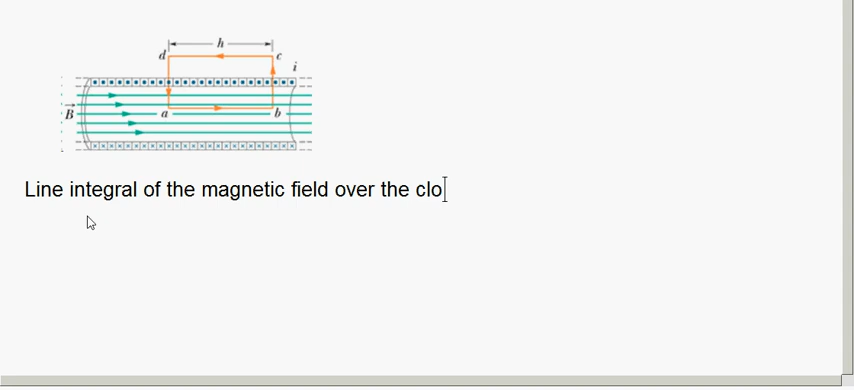 h
d
c
i
B
a
b
Line integral of the magnetic field over the clo